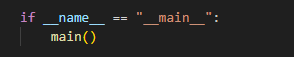 if __name__ == "__main__":
    main()